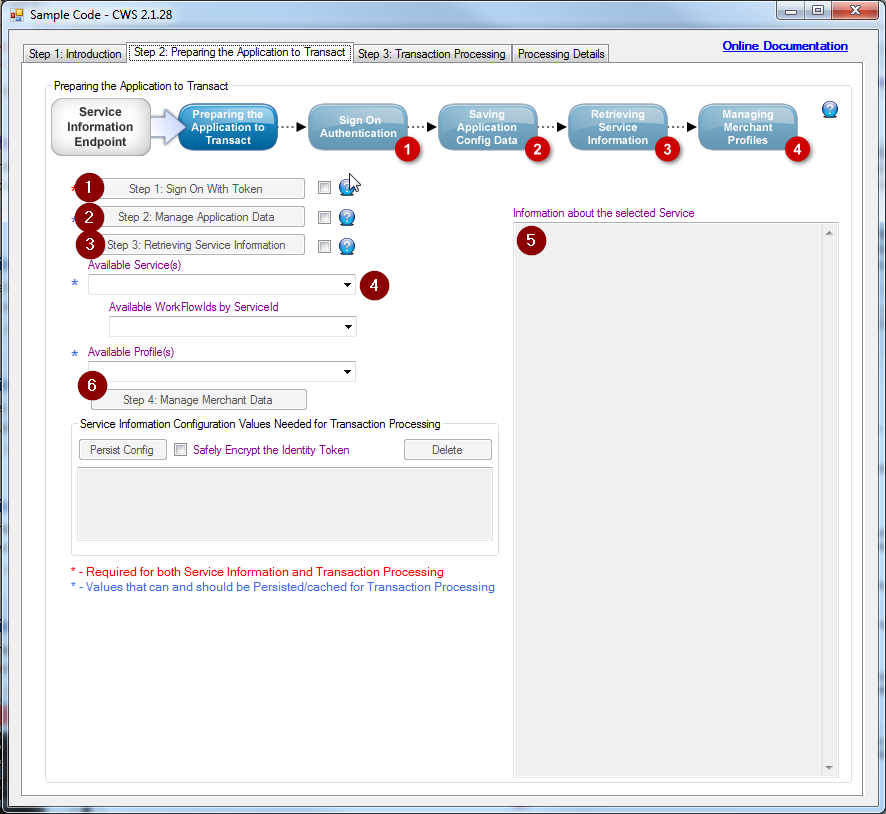 Sample Code - CWS 2.1.28
Online Documentation
Step 1: Introduction
Step 2: Preparing the Application to Transact
Step 3: Transaction Processing
Processing Details
Preparing the Application to Transact
Service
Information
Endpoint
Preparing the
Application to
Transact
Sign On
Authentication
1
Saving
Application
Config Data
2
Retrieving
Service
Information
3
Managing
Merchant
Profiles
4
?
*
1
Step 1: Sign On With Token
?
*
2
Step 2: Manage Application Data
?
3
Step 3: Retrieving Service Information
?
Available Service(s)
*
4
Available WorkFlowIds by ServiceId
Available Profile(s)
*
6
Step 4: Manage Merchant Data
Service Information Configuration Values Needed for Transaction Processing
Persist Config
Safely Encrypt the Identity Token
Delete
* - Required for both Service Information and Transaction Processing
* - Values that can and should be Persisted/cached for Transaction Processing
Information about the selected Service
5